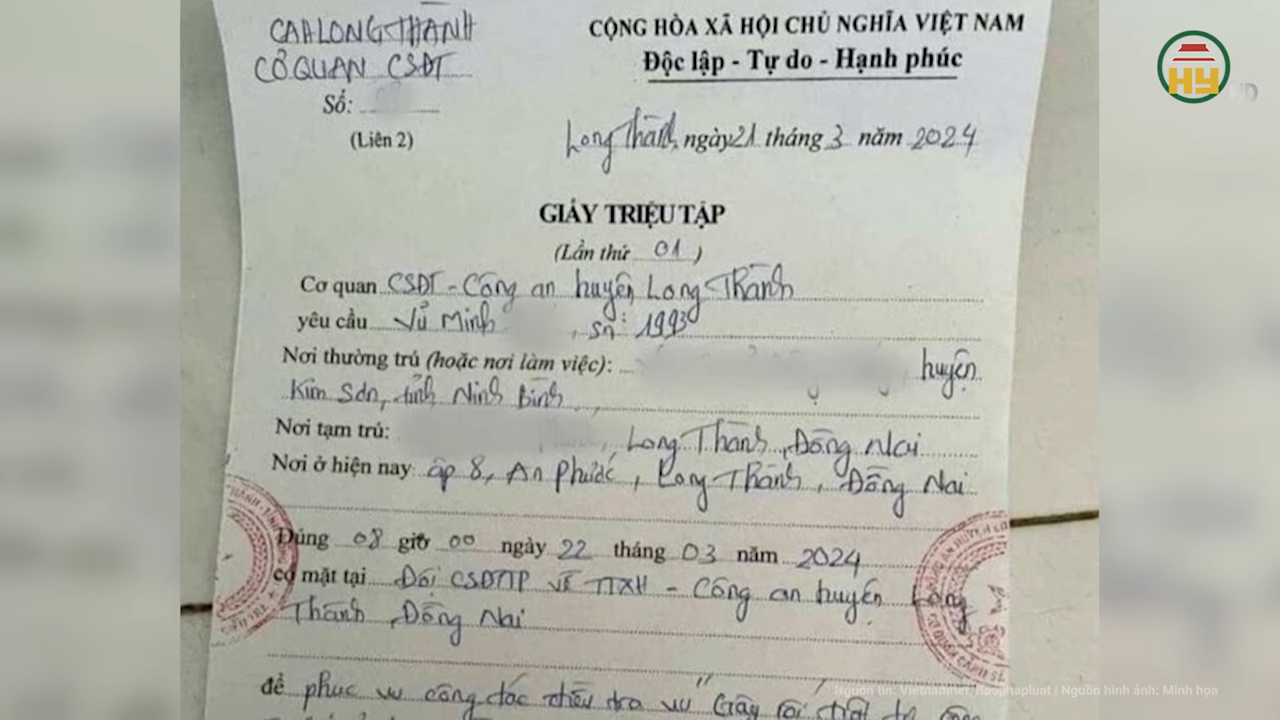 CAH LONG THÀNH
CƠ QUAN CSĐT
Số:
(Liên 2)
CỘNG HÒA XÃ HỘI CHỦ NGHĨA VIỆT NAM
Độc lập - Tự do - Hạnh phúc
Long Thành, ngày 21 tháng 3 năm 2024
GIẤY TRIỆU TẬP
(Lần thứ 01)
Cơ quan CSĐT - Công an huyện Long Thành
yêu cầu Vũ Minh , Sn: 1993
Nơi thường trú (hoặc nơi làm việc): huyện
Kim Sơn, tỉnh Ninh Bình,
Nơi tạm trú: , Long Thành, Đồng Nai
Nơi ở hiện nay: ấp 8, An Phước, Long Thành, Đồng Nai
Đúng 08 giờ 00 ngày 22 tháng 03 năm 2024
có mặt tại Đội CSĐTTP về TTXH - Công an huyện Long
Thành, Đồng Nai
để phục vụ công tác điều tra vụ "Gây rối trật tự công
HY
HD
Nguồn tin: Vietnamnet, Baophapluat | Nguồn hình ảnh: Minh họa